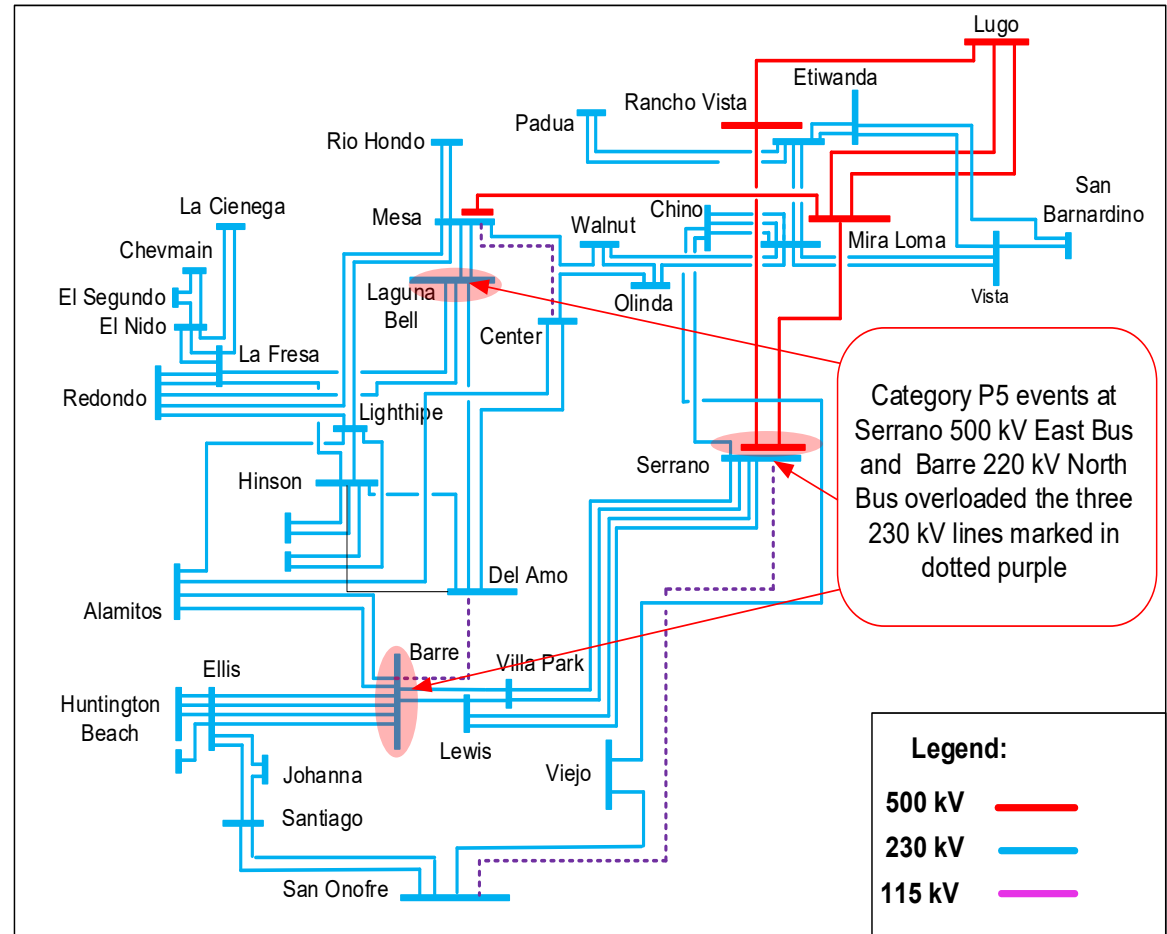 Lugo
Etiwanda
Rancho Vista
Padua
Rio Hondo
La Cienega
Mesa
Chino
San
Barnardino
Walnut
Mira Loma
Chevmain
El Segundo
El Nido
Laguna
Bell
Olinda
Vista
Center
La Fresa
Redondo
Lighthipe
Category P5 events at
Serrano 500 kV East Bus
and Barre 220 kV North
Bus overloaded the three
230 kV lines marked in
dotted purple
Serrano
Hinson
Del Amo
Alamitos
Barre
Villa Park
Ellis
Huntington
Beach
Lewis
Viejo
Johanna
Santiago
San Onofre
Legend:
500 kV
230 kV
115 kV